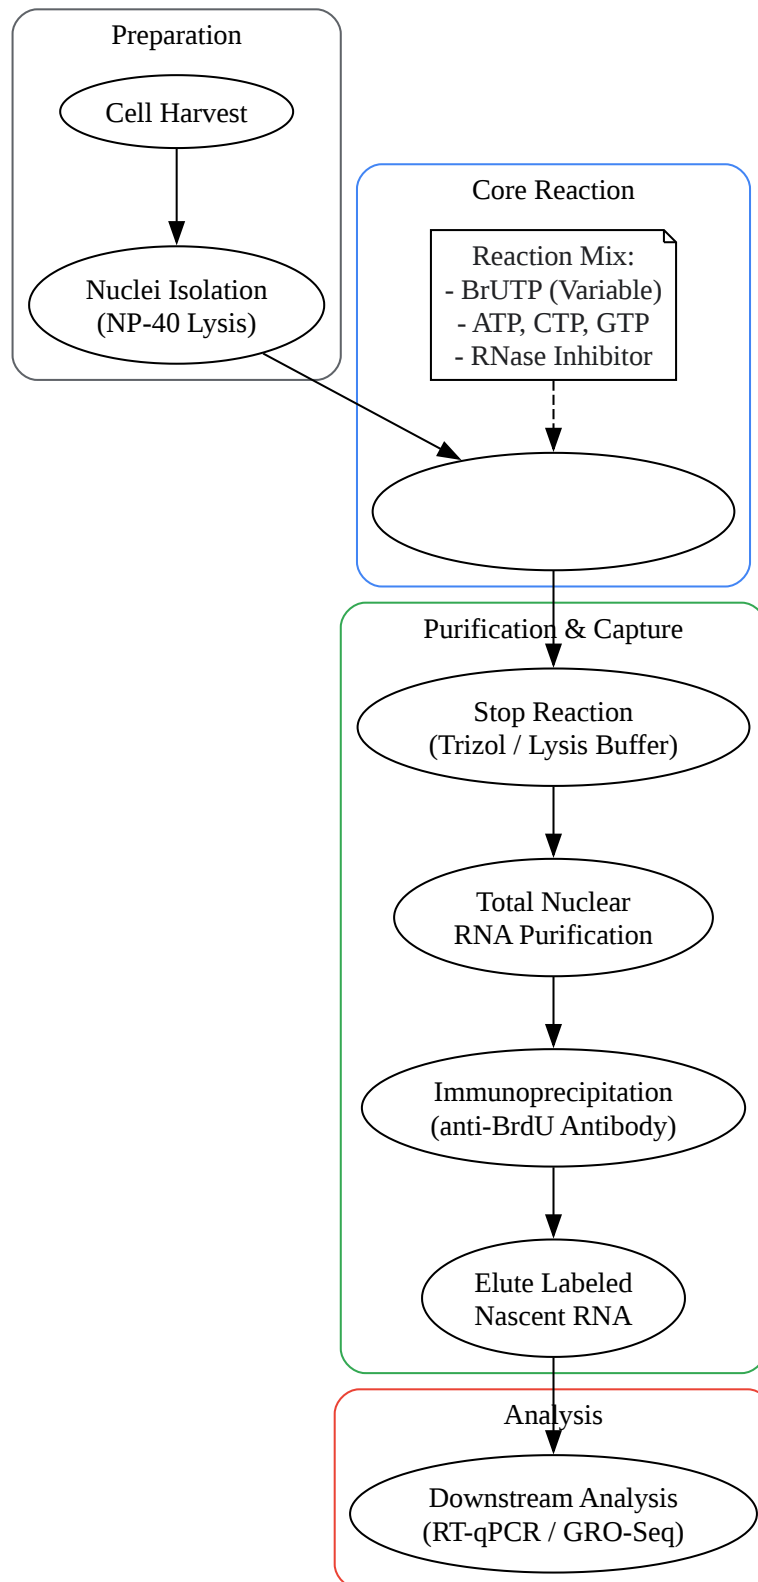 Preparation
Cell Harvest
Nuclei Isolation
(NP-40 Lysis)
Core Reaction
Reaction Mix:
- BrUTP (Variable)
- ATP, CTP, GTP
- RNase Inhibitor
Purification & Capture
Stop Reaction
(Trizol / Lysis Buffer)
Total Nuclear
RNA Purification
Immunoprecipitation
(anti-BrdU Antibody)
Elute Labeled
Nascent RNA
Analysis
Downstream Analysis
(RT-qPCR / GRO-Seq)